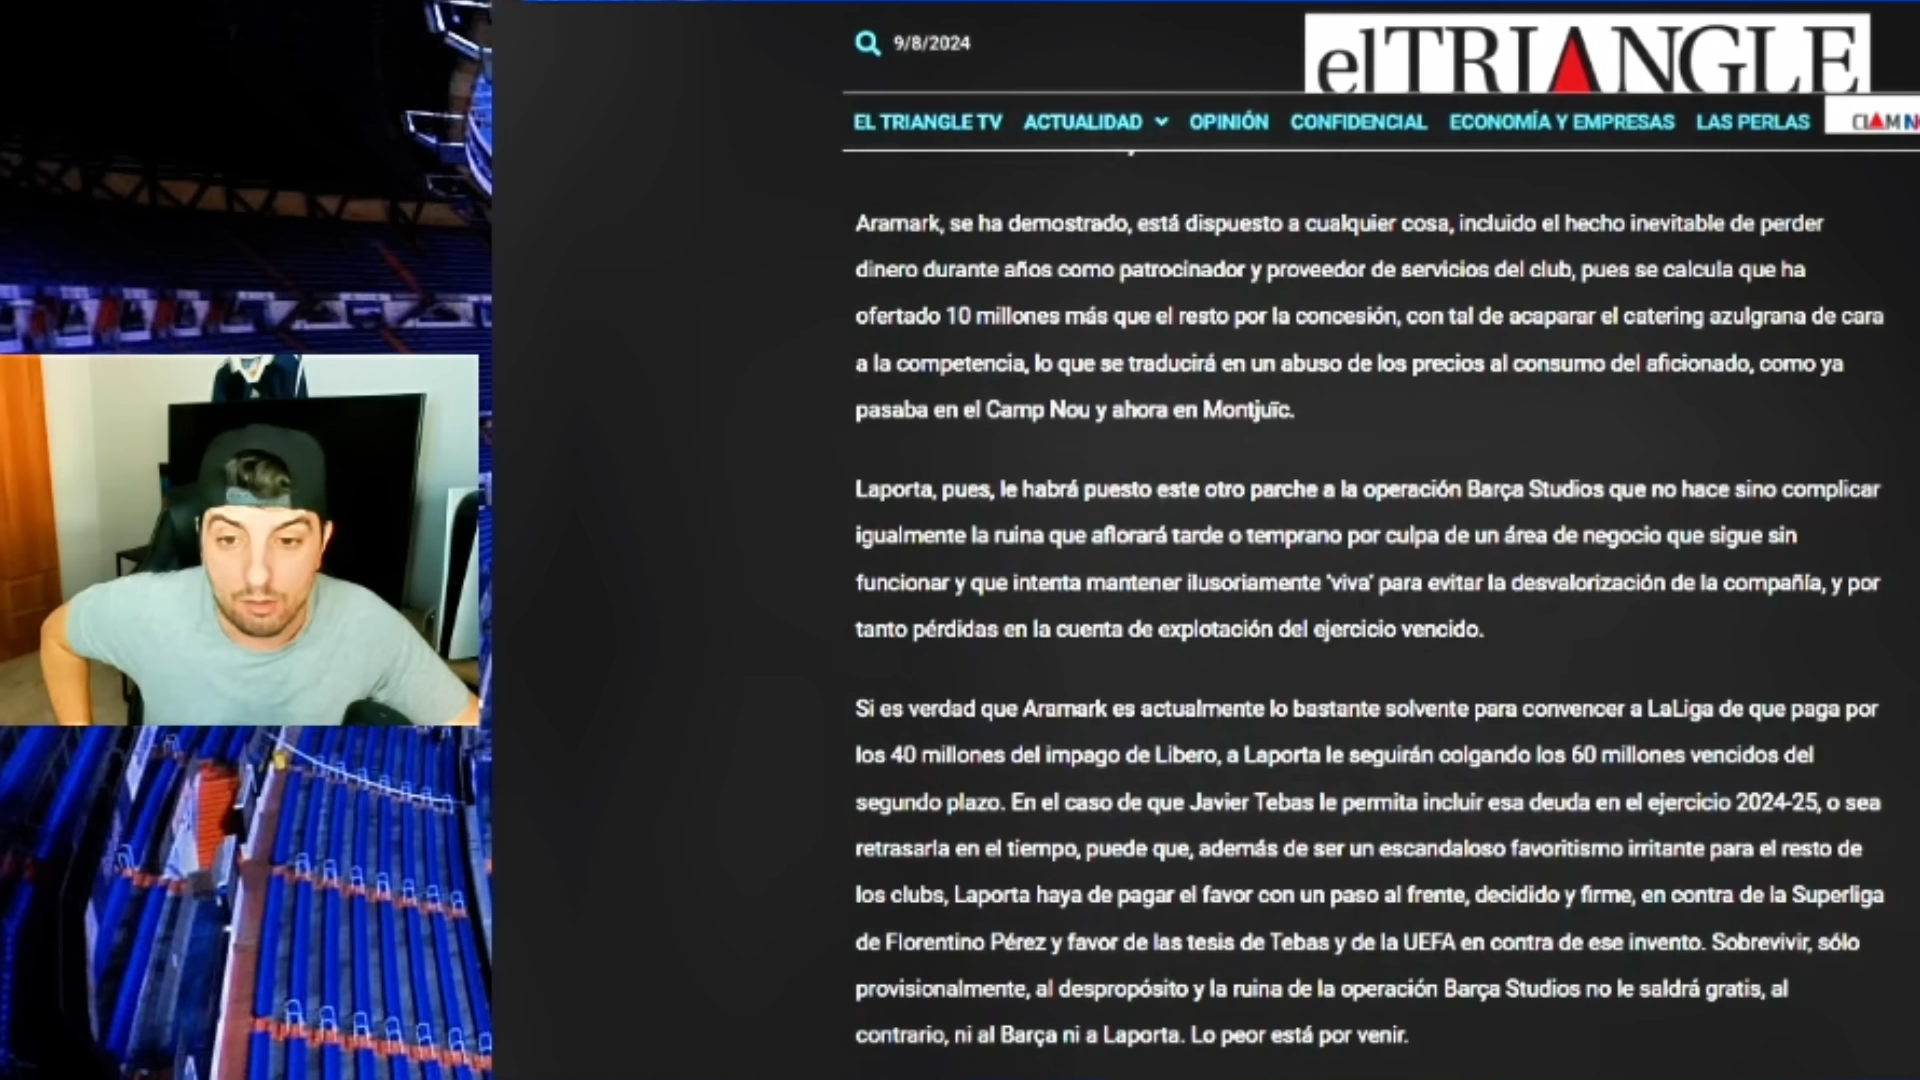 9/8/2024
elTRIANGLE
EL TRIANGLE TV ACTUALIDAD OPINIÓN CONFIDENCIAL ECONOMÍA Y EMPRESAS LAS PERLAS
Aramark, se ha demostrado, está dispuesto a cualquier cosa, incluido el hecho inevitable de perder
dinero durante años como patrocinador y proveedor de servicios del club, pues se calcula que ha
ofertado 10 millones más que el resto por la concesión, con tal de acaparar el catering azulgrana de cara
a la competencia, lo que se traducirá en un abuso de los precios al consumo del aficionado, como ya
pasaba en el Camp Nou y ahora en Montjuïc.
Laporta, pues, le habrá puesto este otro parche a la operación Barça Studios que no hace sino complicar
igualmente la ruina que aflorará tarde o temprano por culpa de un área de negocio que sigue sin
funcionar y que intenta mantener ilusoriamente 'viva' para evitar la desvalorización de la compañía, y por
tanto pérdidas en la cuenta de explotación del ejercicio vencido.
Si es verdad que Aramark es actualmente lo bastante solvente para convencer a LaLiga de que paga por
los 40 millones del impago de Libero, a Laporta le seguirán colgando los 60 millones vencidos del
segundo plazo. En el caso de que Javier Tebas le permita incluir esa deuda en el ejercicio 2024-25, o sea
retrasarla en el tiempo, puede que, además de ser un escandaloso favoritismo irritante para el resto de
los clubs, Laporta haya de pagar el favor con un paso al frente, decidido y firme, en contra de la Superliga
de Florentino Pérez y favor de las tesis de Tebas y de la UEFA en contra de ese invento. Sobrevivir, sólo
provisionalmente, al despropósito y la ruina de la operación Barça Studios no le saldrá gratis, al
contrario, ni al Barça ni a Laporta. Lo peor está por venir.